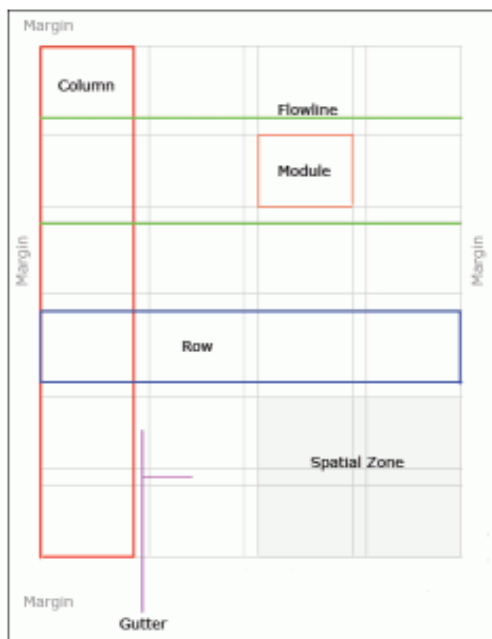 Margin
Column
Flowline
Module
Margin
Margin
Row
Spatial Zone
Margin
Gutter